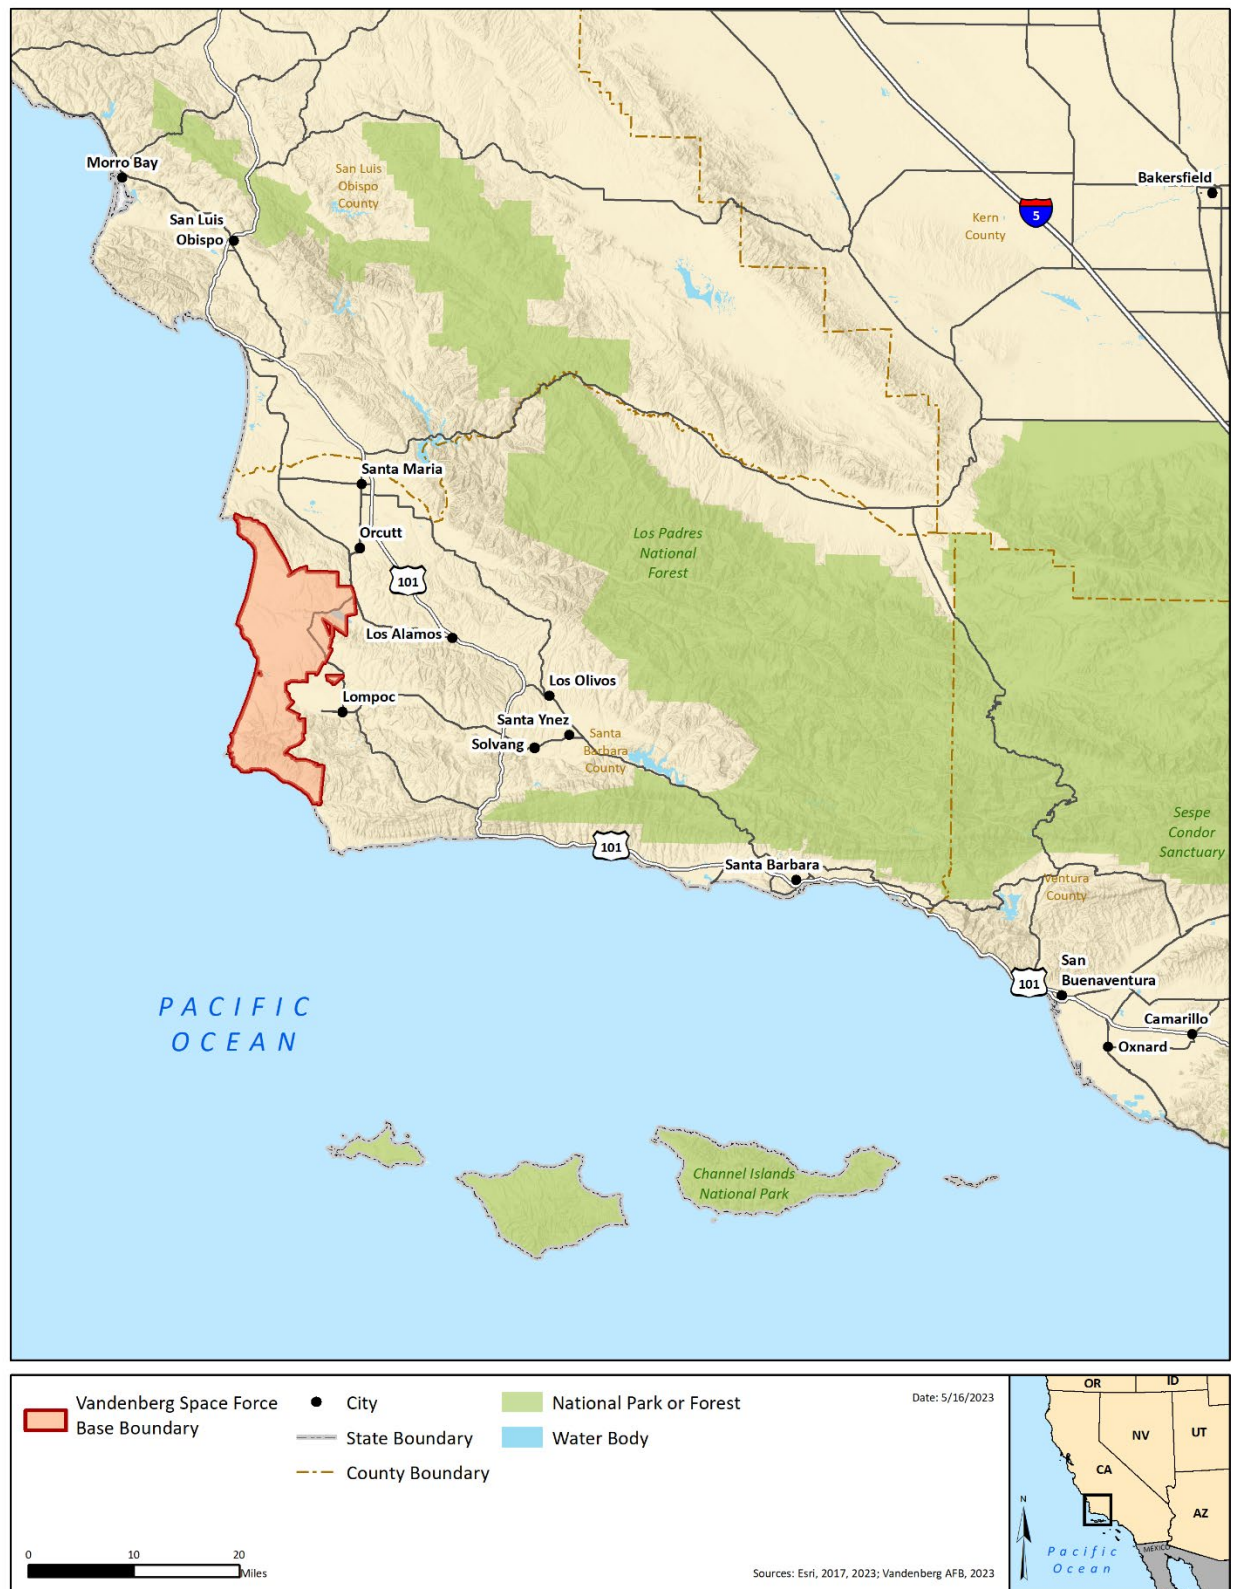 Morro Bay
San Luis
Obispo
San Luis
Obispo
County
Bakersfield
5
Kern
County
Santa Maria
Orcutt
101
Los Padres
National
Forest
Los Alamos
Los Olivos
Lompoc
Santa Ynez
Solvang
Santa
Barbara
County
Sespe
Condor
Sanctuary
101
Santa Barbara
Ventura
County
San
Buenaventura
101
Camarillo
Oxnard
PACIFIC
OCEAN
Channel Islands
National Park
Vandenberg Space Force
Base Boundary
City
State Boundary
County Boundary
National Park or Forest
Water Body
Date: 5/16/2023
0 10 20
Miles
Sources: Esri, 2017, 2023; Vandenberg AFB, 2023
OR
ID
NV
UT
CA
AZ
N
MEXICO
Pacific
Ocean